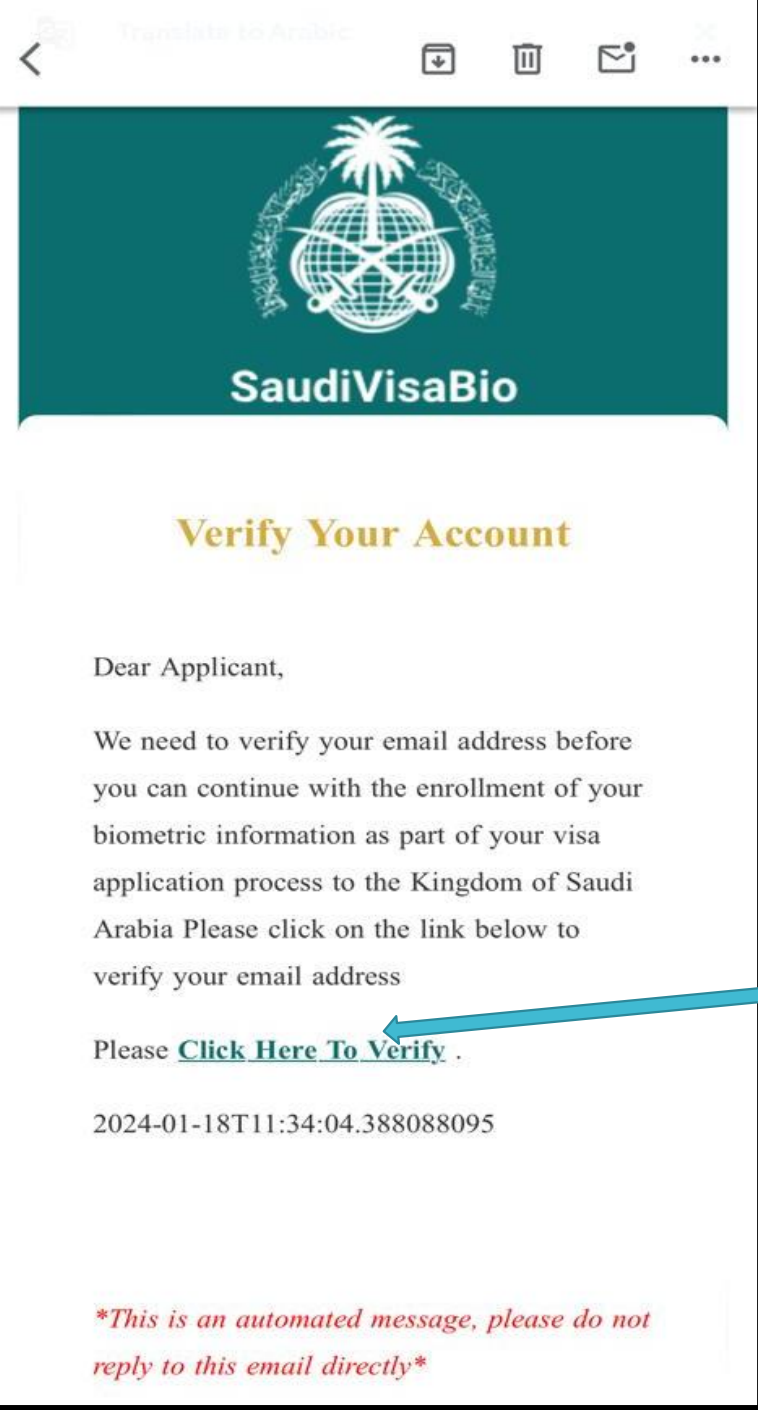 Translate to Arabic
SaudiVisaBio
Verify Your Account
Dear Applicant,
We need to verify your email address before
you can continue with the enrollment of your
biometric information as part of your visa
application process to the Kingdom of Saudi
Arabia Please click on the link below to
verify your email address
Please Click Here To Verify .
2024-01-18T11:34:04.388088095
*This is an automated message, please do not
reply to this email directly*